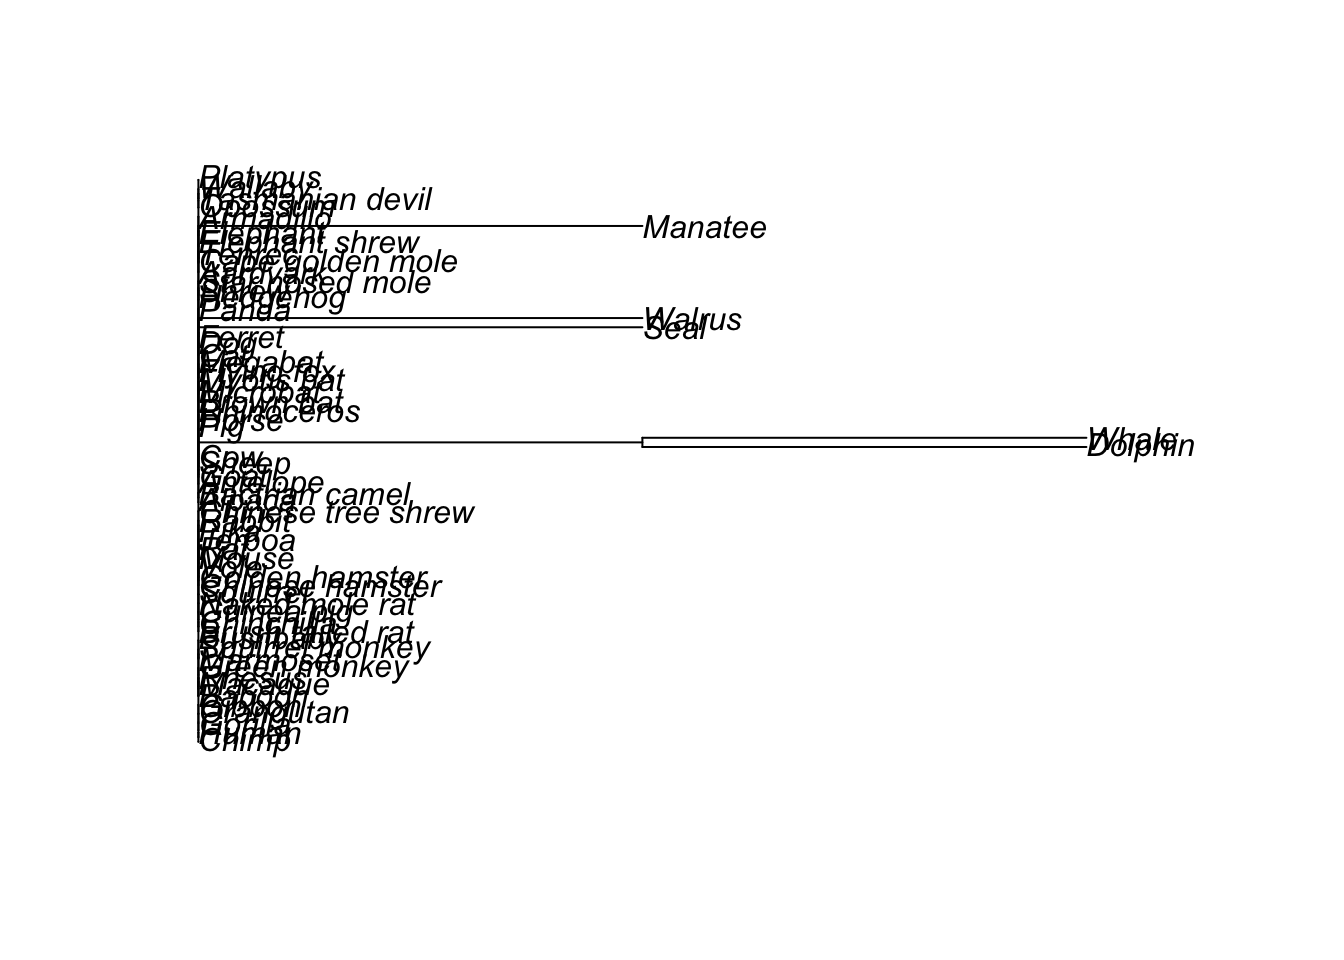 Platypus
Wallaby
Tasmanian devil
Opossum
Armadillo
Manatee
Elephant
Elephant shrew
Tenrec
Cape golden mole
Aardvark
Star-nosed mole
Shrew
Hedgehog
Panda
Walrus
Seal
Ferret
Dog
Cat
Megabat
Flying fox
Myotis bat
Microbat
Brown bat
Rhinoceros
Horse
Pig
Whale
Dolphin
Cow
Sheep
Goat
Antelope
Bactrian camel
Alpaca
Chinese tree shrew
Rabbit
Pika
Jerboa
Rat
Mouse
Vole
Golden hamster
Chinese hamster
Squirrel
Naked mole rat
Guinea pig
Chinchilla
Brush tailed rat
Bushbaby
Squirrel monkey
Marmoset
Green monkey
Rhesus
Macaque
Baboon
Gibbon
Orangutan
Gorilla
Human
Chimp